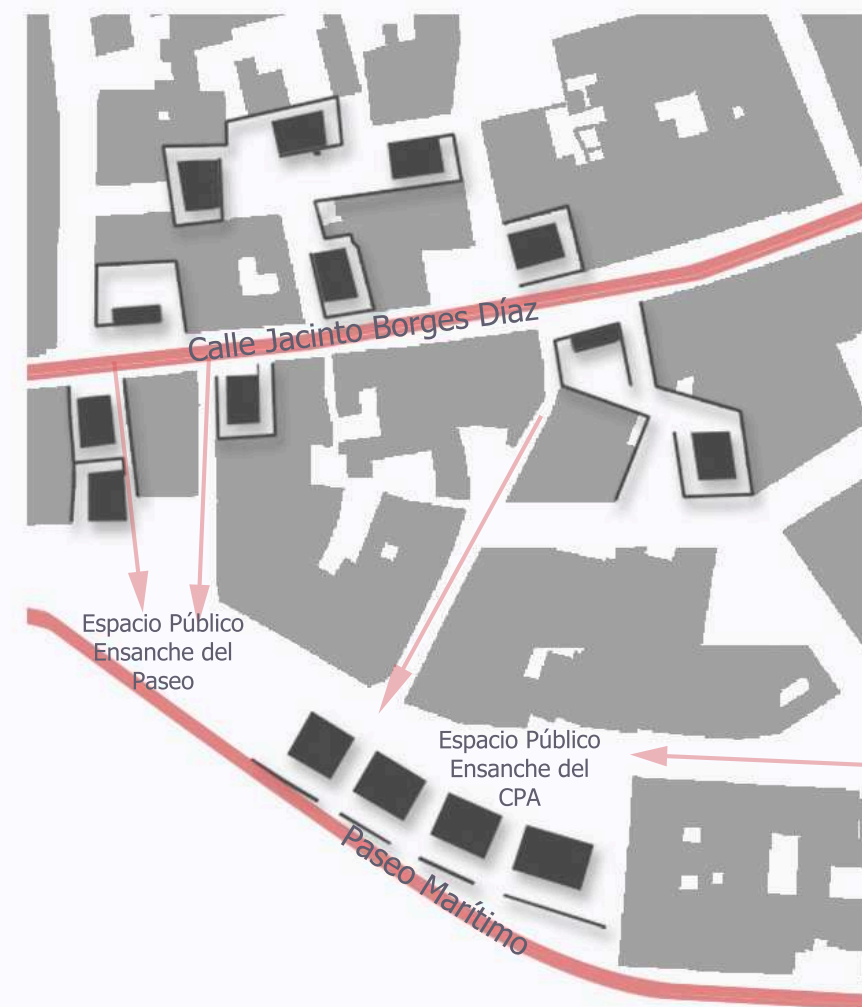 Calle Jacinto Borges Díaz
Espacio Público
Ensanche del
Paseo
Espacio Público
Ensanche del
CPA
Paseo Marítimo